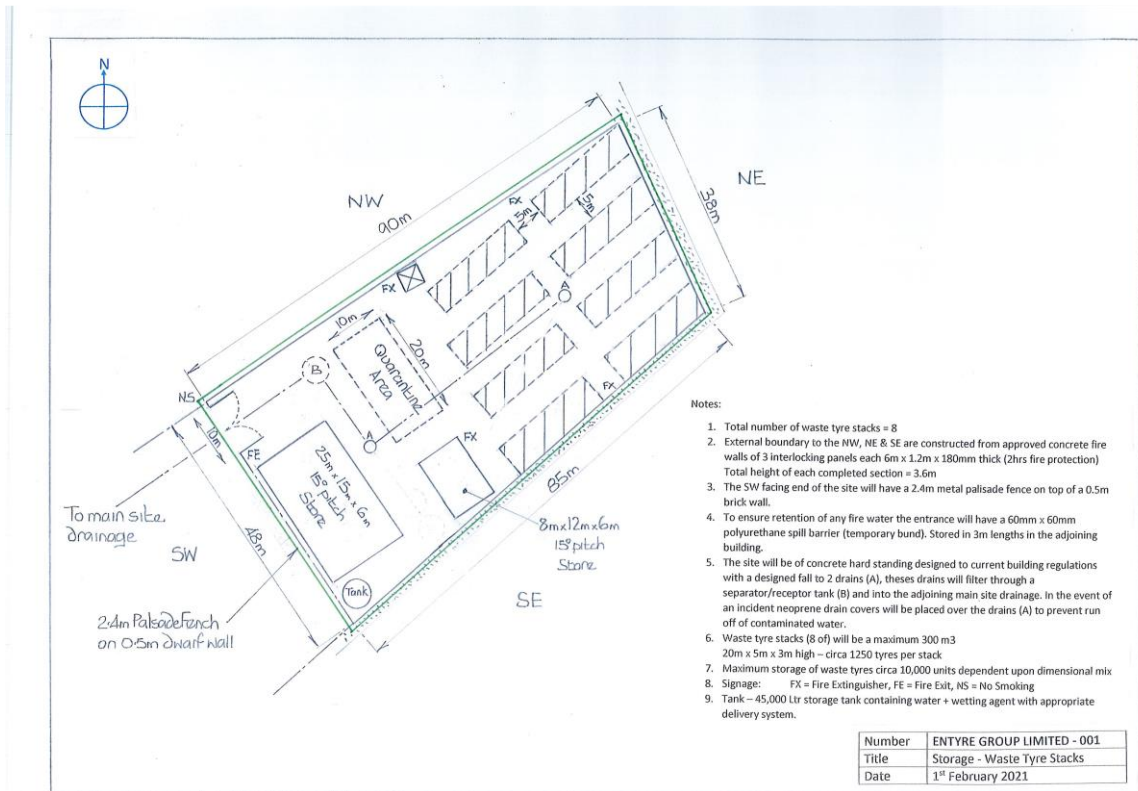 N
NW
NE
90m
38m
FX
5m
5m
FX
A
10m
20m
Quarantine
Area
B
NS
10m
FE
A
25m x 15m x 6m
15° pitch
Store
FX
FX
85m
8m x 12m x 6m
15° pitch
Store
To main site
drainage
SW
48m
Tank
SE
2.4m Palsade Fench
on 0.5m dwarf wall
Notes:
1. Total number of waste tyre stacks = 8
2. External boundary to the NW, NE & SE are constructed from approved concrete fire
walls of 3 interlocking panels each 6m x 1.2m x 180mm thick (2hrs fire protection)
Total height of each completed section = 3.6m
3. The SW facing end of the site will have a 2.4m metal palisade fence on top of a 0.5m
brick wall.
4. To ensure retention of any fire water the entrance will have a 60mm x 60mm
polyurethane spill barrier (temporary bund). Stored in 3m lengths in the adjoining
building.
5. The site will be of concrete hard standing designed to current building regulations
with a designed fall to 2 drains (A), theses drains will filter through a
separator/receptor tank (B) and into the adjoining main site drainage. In the event of
an incident neoprene drain covers will be placed over the drains (A) to prevent run
off of contaminated water.
6. Waste tyre stacks (8 of) will be a maximum 300 m3
20m x 5m x 3m high – circa 1250 tyres per stack
7. Maximum storage of waste tyres circa 10,000 units dependent upon dimensional mix
8. Signage: FX = Fire Extinguisher, FE = Fire Exit, NS = No Smoking
9. Tank – 45,000 Ltr storage tank containing water + wetting agent with appropriate
delivery system.
Number ENTYRE GROUP LIMITED - 001
Title Storage - Waste Tyre Stacks
Date 1st February 2021